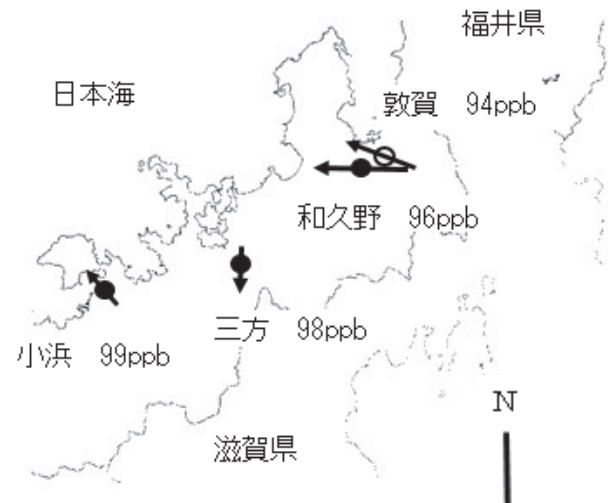 福井県
日本海
敦賀 94ppb
和久野 96ppb
三方 98ppb
小浜 99ppb
滋賀県
N